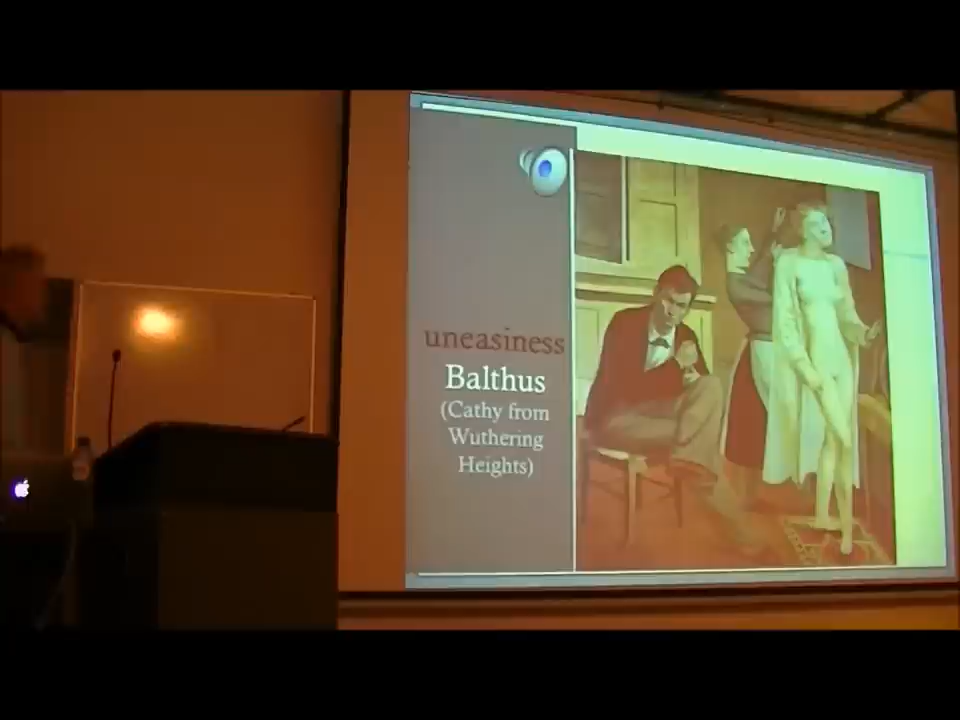 uneasiness
Balthus
(Cathy from
Wuthering
Heights)